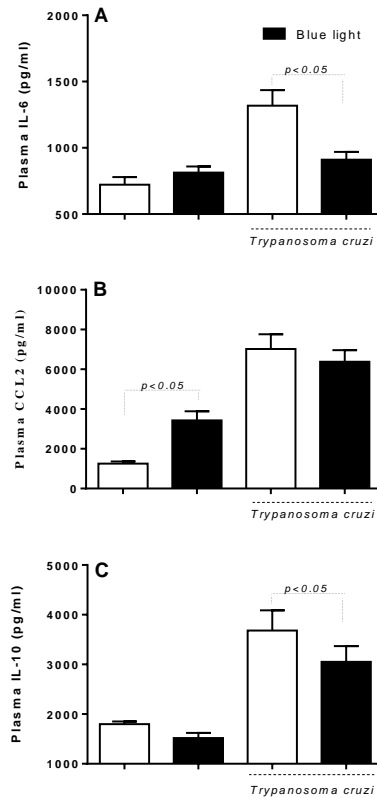 A
Blue light
Plasma IL-6 (pg/ml)
2000
1500
1000
500
p<0.05
Trypanosoma cruzi
B
Plasma CCL2 (pg/ml)
10000
8000
6000
4000
2000
0
p<0.05
Trypanosoma cruzi
C
Plasma IL-10 (pg/ml)
5000
4000
3000
2000
1000
p<0.05
Trypanosoma cruzi